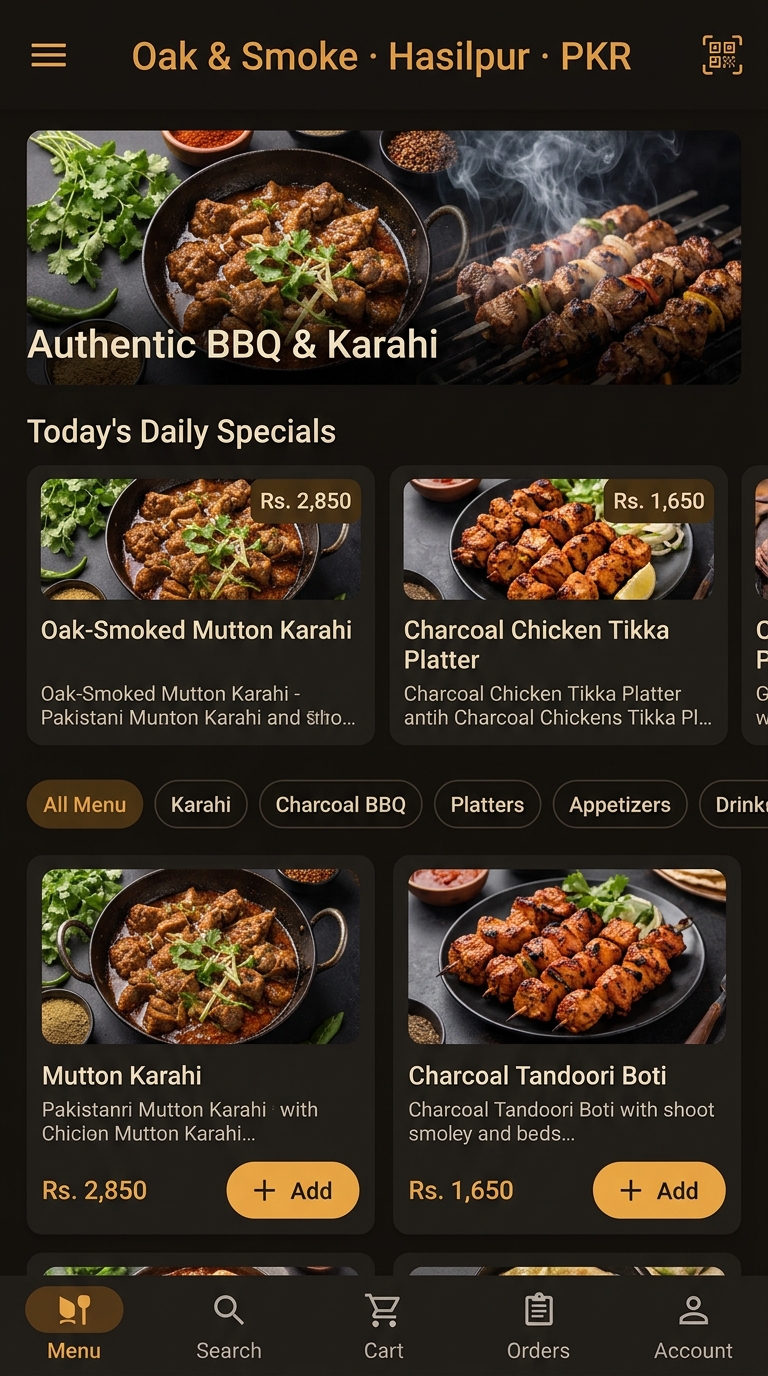 Oak & Smoke · Hasilpur · PKR
Authentic BBQ & Karahi
Today's Daily Specials
Rs. 2,850
Oak-Smoked Mutton Karahi
Oak-Smoked Mutton Karahi -
Pakistani Munton Karahi and
Rs. 1,650
Charcoal Chicken Tikka
Platter
Charcoal Chicken Tikka Platter
antih Charcoal Chickens Tikka Pl...
All Menu
Karahi
Charcoal BBQ
Platters
Appetizers
Mutton Karahi
Pakistanri Mutton Karahi · with
Chicion Mutton Karahi...
Rs. 2,850
+ Add
Charcoal Tandoori Boti
Charcoal Tandoori Boti with shoot
smoley and beds...
Rs. 1,650
+ Add
Menu
Search
Cart
Orders
Account